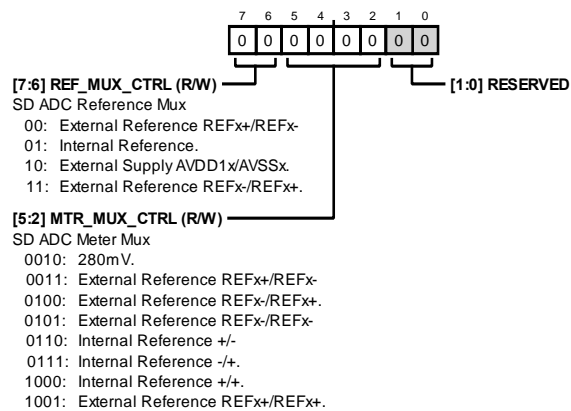 7 6 5 4 3 2 1 0
0 0 0 0 0 0 0 0
[7:6] REF_MUX_CTRL (R/W) [1:0] RESERVED
SD ADC Reference Mux
00: External Reference REFx+/REFx-
01: Internal Reference.
10: External Supply AVDD1x/AVSSx.
11: External Reference REFx-/REFx+.
[5:2] MTR_MUX_CTRL (R/W)
SD ADC Meter Mux
0010: 280mV.
0011: External Reference REFx+/REFx-
0100: External Reference REFx-/REFx+.
0101: External Reference REFx-/REFx-
0110: Internal Reference +/-
0111: Internal Reference -/+.
1000: Internal Reference +/+.
1001: External Reference REFx+/REFx+.